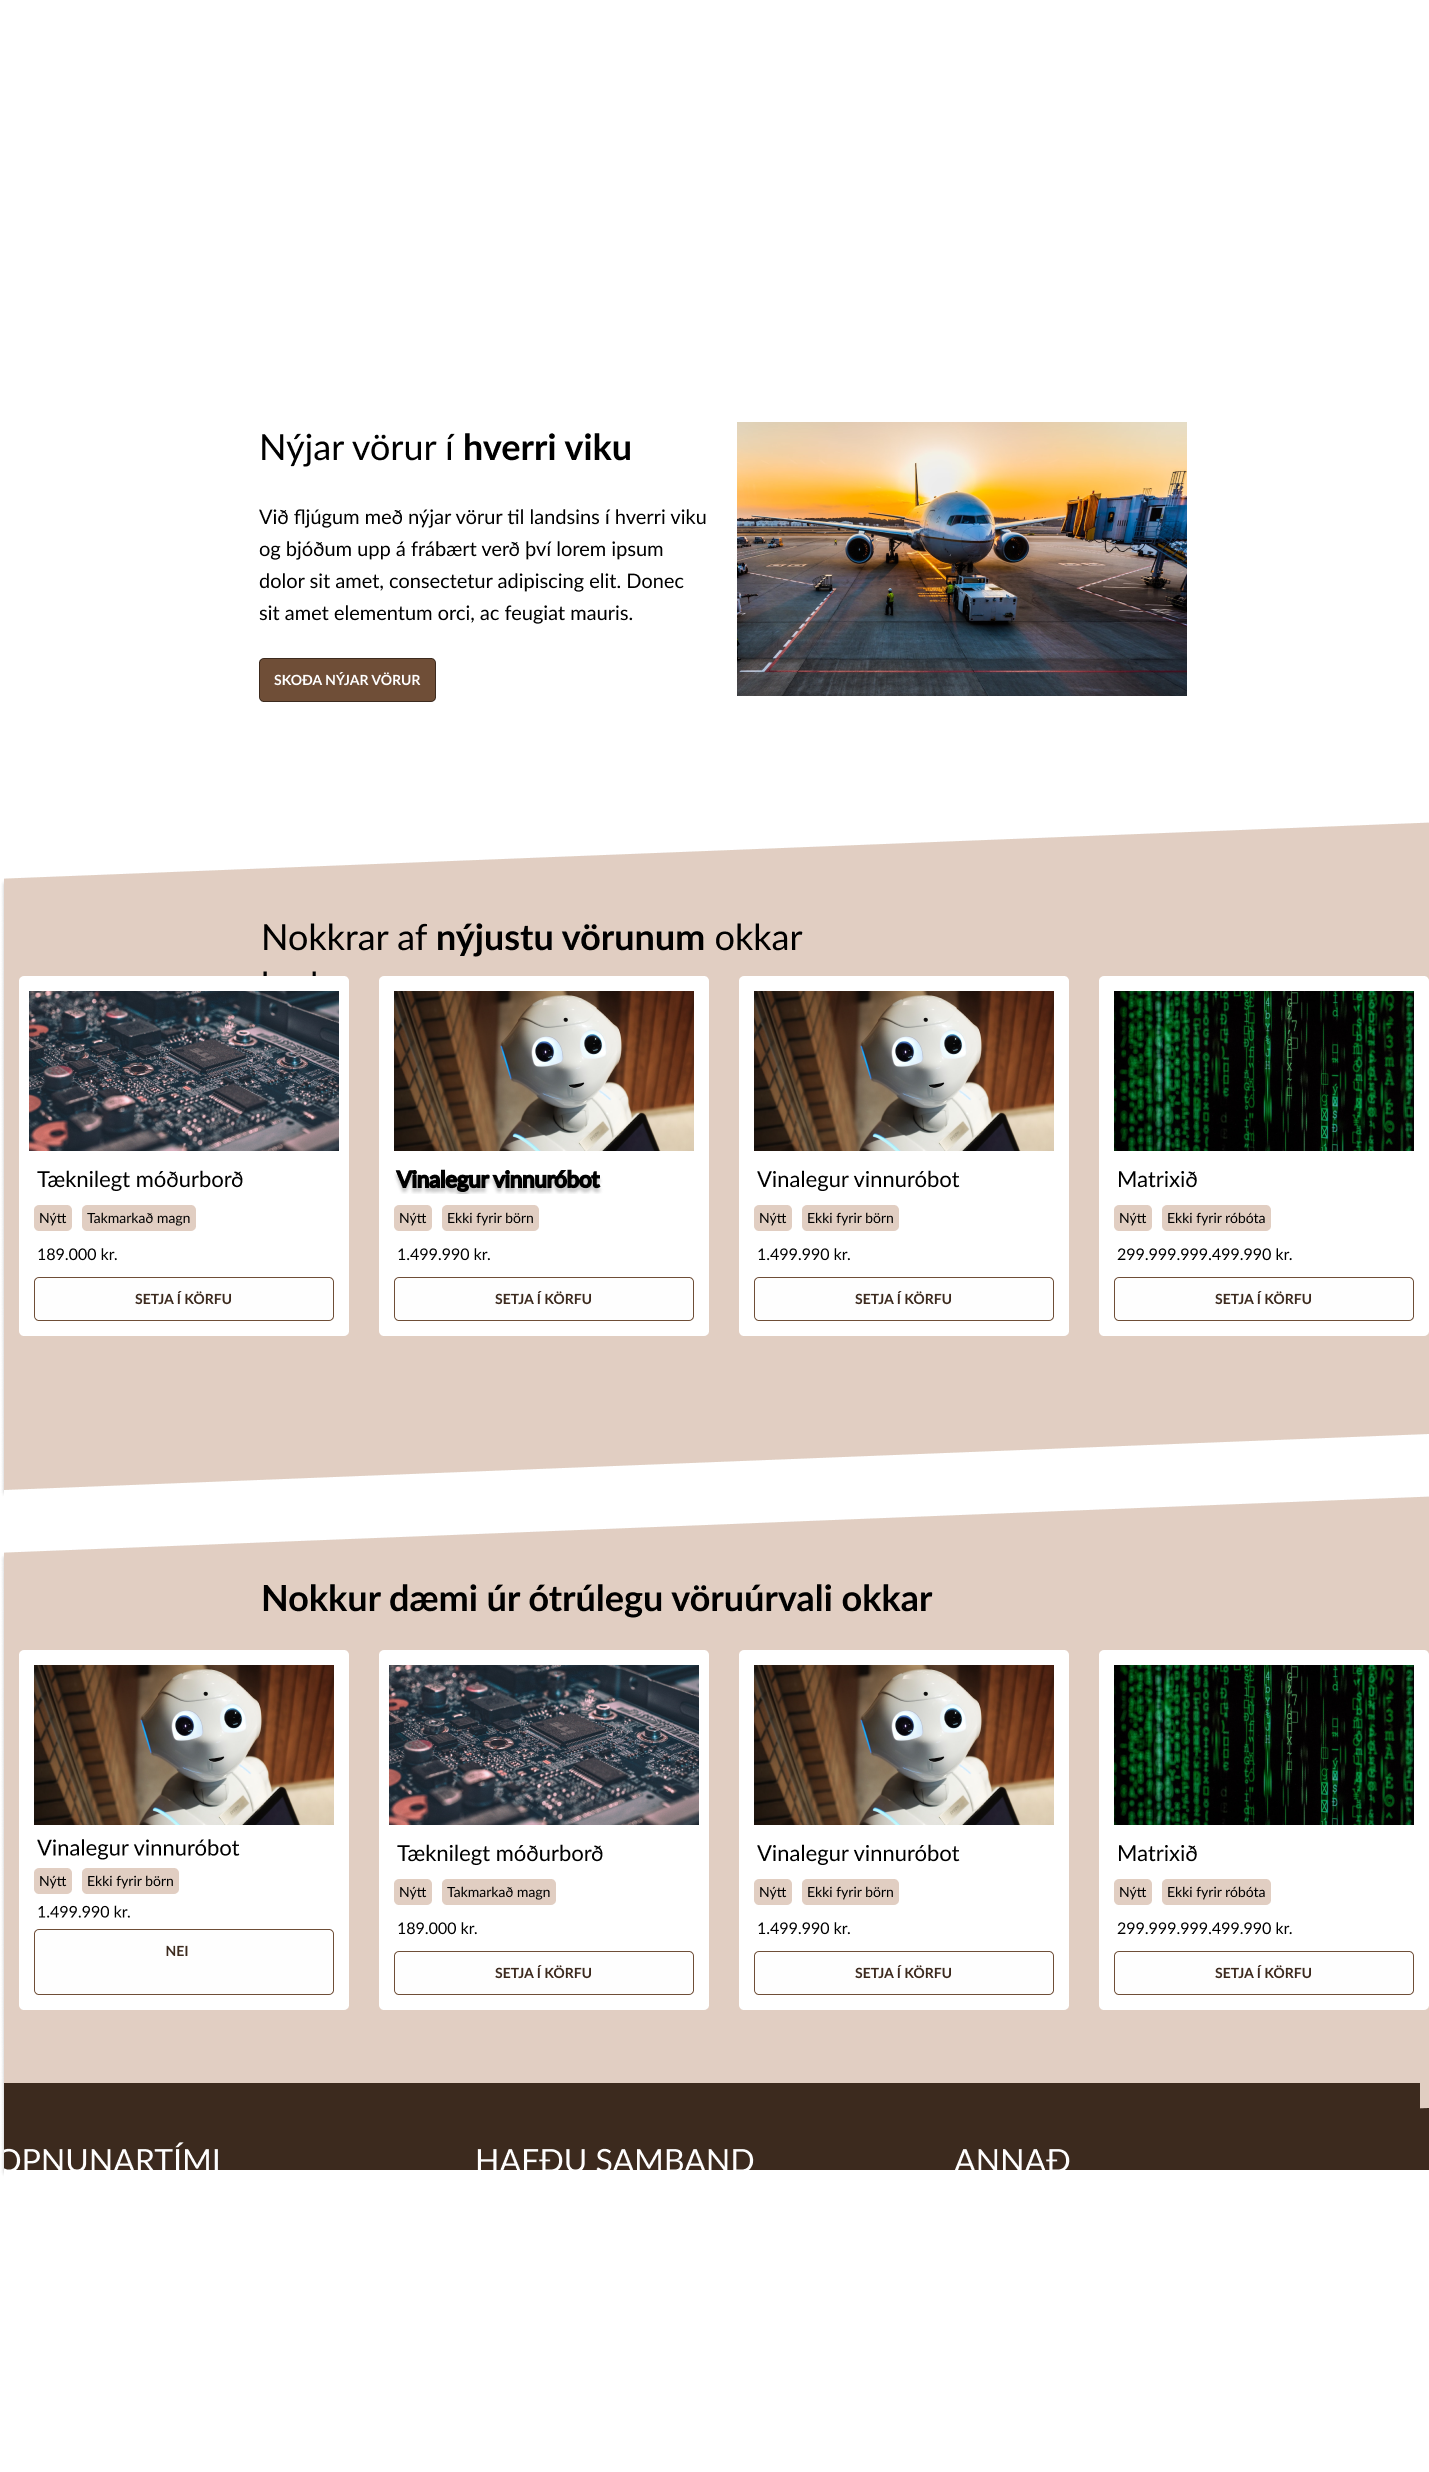 Nýjar vörur í hverri viku
Við fljúgum með nýjar vörur til landsins í hverri viku
og bjóðum upp á frábært verð því lorem ipsum
dolor sit amet, consectetur adipiscing elit. Donec
sit amet elementum orci, ac feugiat mauris.
SKOÐA NÝJAR VÖRUR
Nokkrar af nýjustu vörunum okkar
Tæknilegt móðurborð
Nýtt Takmarkað magn
189.000 kr.
SETJA Í KÖRFU
Vinalegur vinnuróbot
Nýtt Ekki fyrir börn
1.499.990 kr.
SETJA Í KÖRFU
Vinalegur vinnuróbot
Nýtt Ekki fyrir börn
1.499.990 kr.
SETJA Í KÖRFU
Matrixið
Nýtt Ekki fyrir róbóta
299.999.999.499.990 kr.
SETJA Í KÖRFU
Nokkur dæmi úr ótrúlegu vöruúrvali okkar
Vinalegur vinnuróbot
Nýtt Ekki fyrir börn
1.499.990 kr.
NEI
Tæknilegt móðurborð
Nýtt Takmarkað magn
189.000 kr.
SETJA Í KÖRFU
Vinalegur vinnuróbot
Nýtt Ekki fyrir börn
1.499.990 kr.
SETJA Í KÖRFU
Matrixið
Nýtt Ekki fyrir róbóta
299.999.999.499.990 kr.
SETJA Í KÖRFU
OPNUNARTÍMI
HAFÐU SAMBAND
ANNAÐ